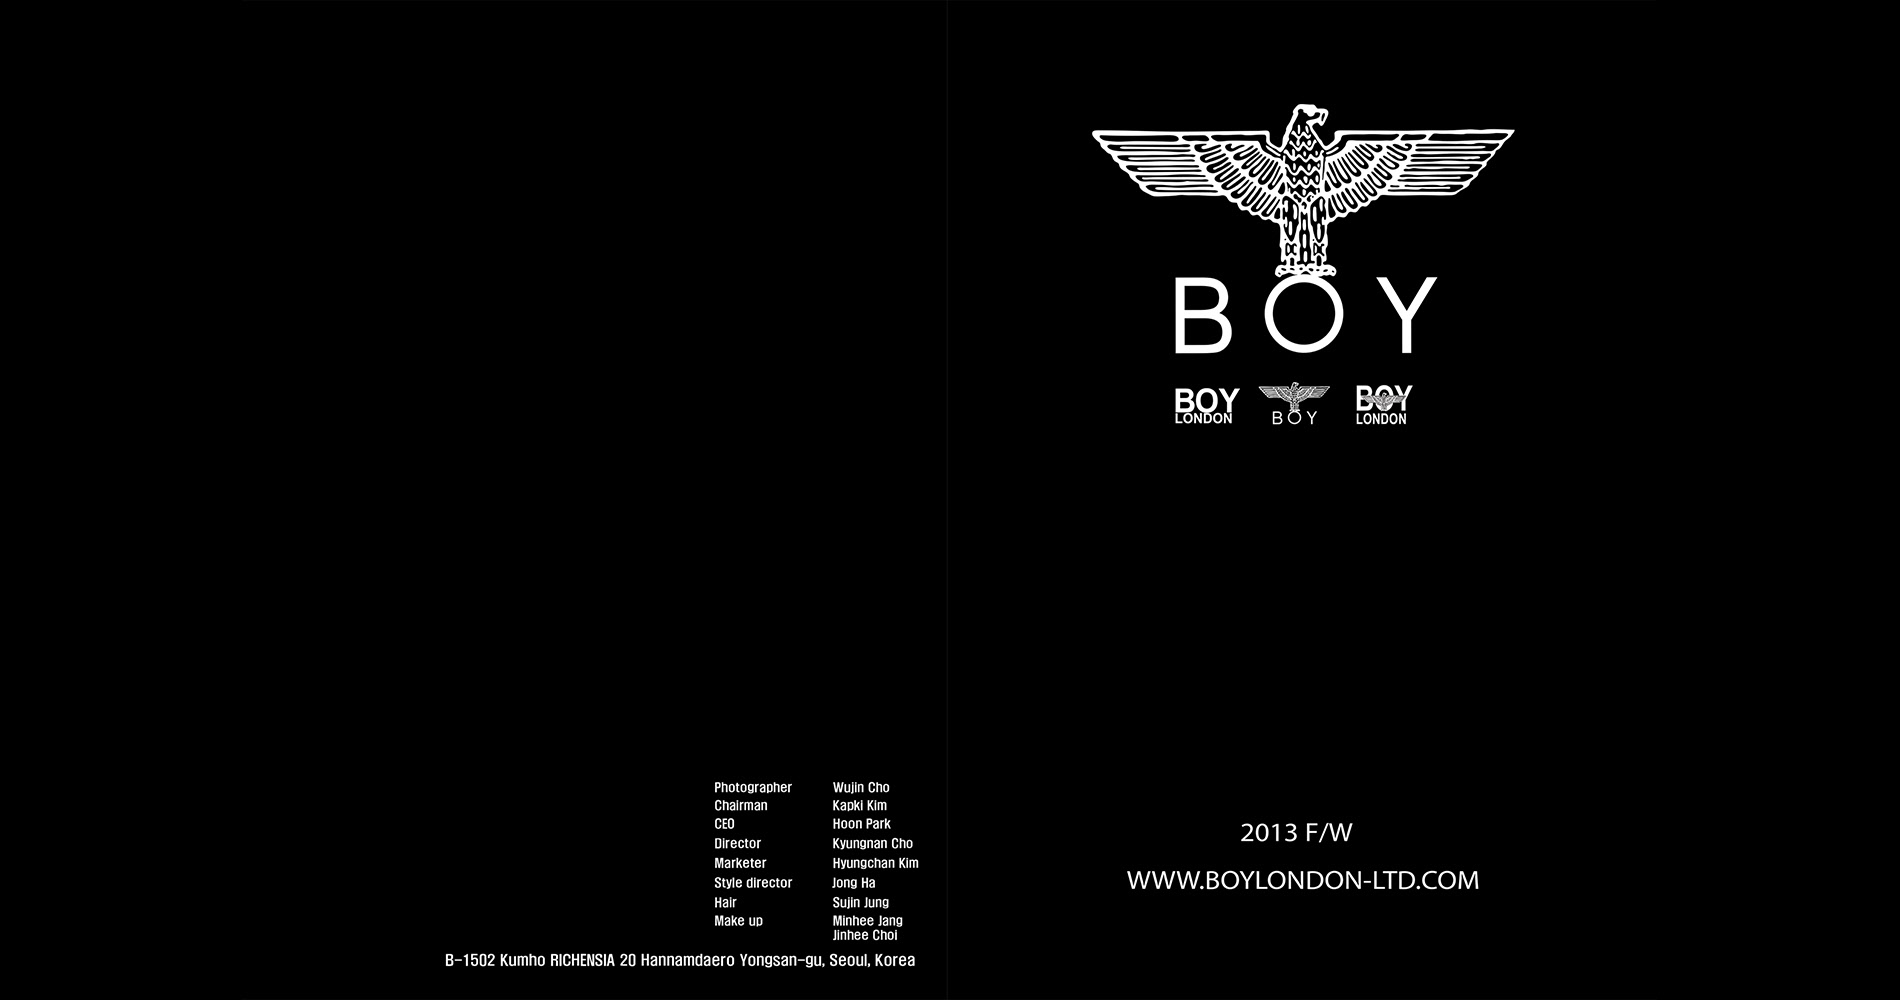 Photographer Wujin Cho
Chairman Kapki Kim
CEO Hoon Park
Director Kyungnan Cho
Marketer Hyungchan Kim
Style director Jong Ha
Hair Sujin Jung
Make up Minhee Jang
Jinhee Choi
B-1502 Kumho RICHENSIA 20 Hannamdaero Yongsan-gu, Seoul, Korea
BOY
BOY
LONDON
BOY
BOY
LONDON
2013 F/W
WWW.BOYLONDON-LTD.COM